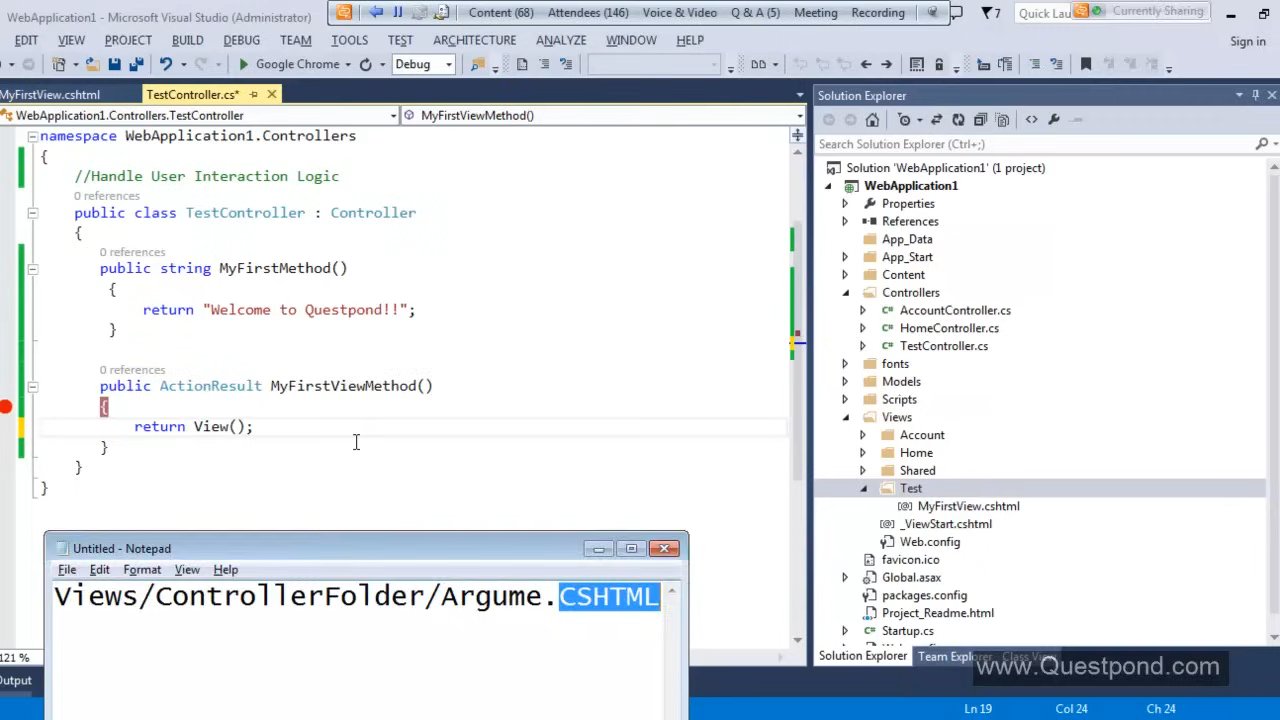 WebApplication1 - Microsoft Visual Studio (Administrator)
Content (68) Attendees (146) Voice & Video Q & A (5) Meeting Recording
7 Quick Lau Currently Sharing
EDIT VIEW PROJECT BUILD DEBUG TEAM TOOLS TEST ARCHITECTURE ANALYZE WINDOW HELP
Sign in
Google Chrome Debug
MyFirstView.cshtml TestController.cs*
WebApplication1.Controllers.TestController MyFirstViewMethod()
namespace WebApplication1.Controllers
{
//Handle User Interaction Logic
0 references
public class TestController : Controller
{
0 references
public string MyFirstMethod()
{
return "Welcome to Questpond!!";
}
0 references
public ActionResult MyFirstViewMethod()
{
return View();
}
}
}
121 %
Output
Untitled - Notepad
File Edit Format View Help
Views/ControllerFolder/Argume.CSHTML
Solution Explorer
Search Solution Explorer (Ctrl+;)
Solution 'WebApplication1' (1 project)
WebApplication1
Properties
References
App_Data
App_Start
Content
Controllers
AccountController.cs
HomeController.cs
TestController.cs
fonts
Models
Scripts
Views
Account
Home
Shared
Test
MyFirstView.cshtml
_ViewStart.cshtml
Web.config
favicon.ico
Global.asax
packages.config
Project_Readme.html
Startup.cs
Solution Explorer Team Explorer Class View
www.Questpond.com
Ln 19 Col 24 Ch 24